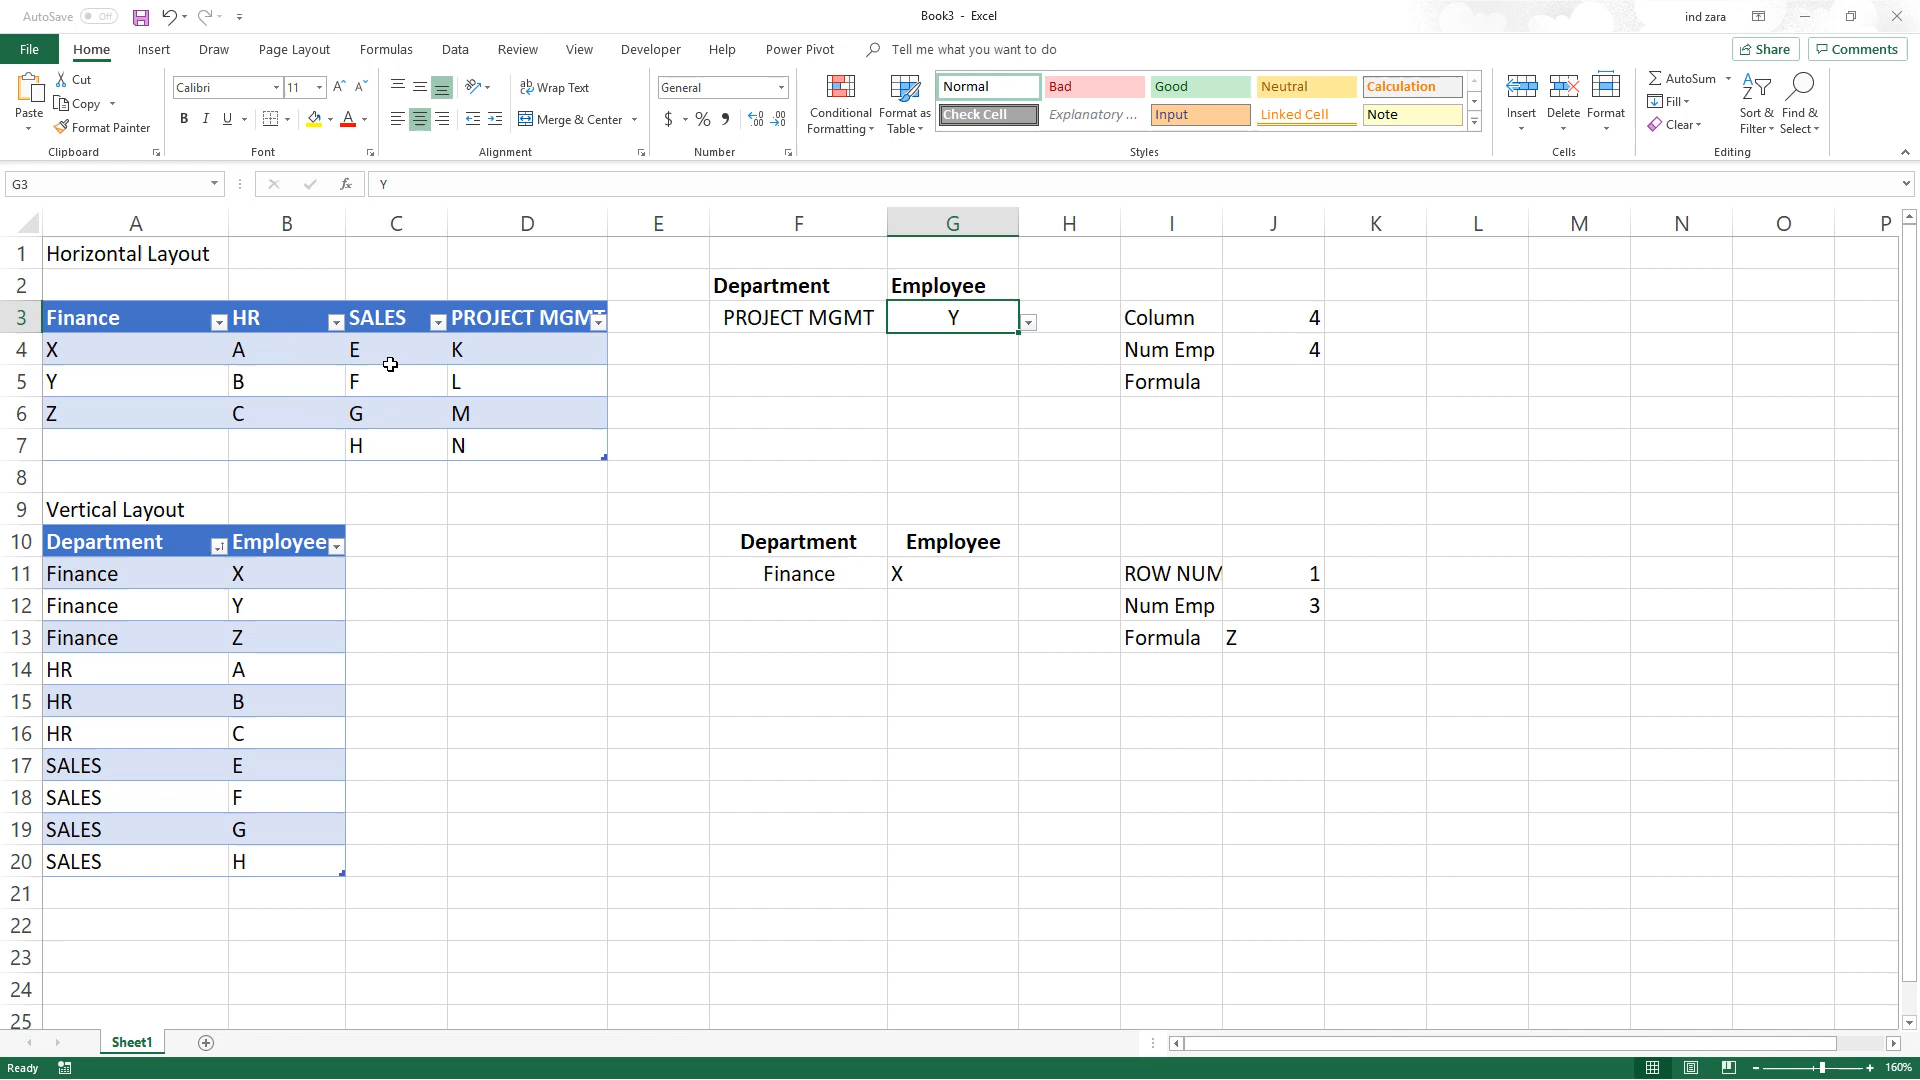 AutoSave Off Book3 - Excel ind zara
File Home Insert Draw Page Layout Formulas Data Review View Developer Help Power Pivot Tell me what you want to do Share Comments
Cut
Copy
Format Painter
Paste
Clipboard
Calibri 11
B I U
Font
Wrap Text
Merge & Center
Alignment
General
$ % ,
Number
Conditional Formatting
Format as Table
Normal Bad Good Neutral Calculation
Check Cell Explanatory ... Input Linked Cell Note
Styles
Insert Delete Format
Cells
AutoSum
Fill
Clear
Sort & Filter
Find & Select
Editing
G3 fx Y
A B C D E F G H I J K L M N O P
1 Horizontal Layout
2 Department Employee
3 Finance HR SALES PROJECT MGMT PROJECT MGMT Y Column 4
4 X A E K Num Emp 4
5 Y B F L Formula
6 Z C G M
7 H N
8
9 Vertical Layout
10 Department Employee Department Employee
11 Finance X Finance X ROW NUM 1
12 Finance Y Num Emp 3
13 Finance Z Formula Z
14 HR A
15 HR B
16 HR C
17 SALES E
18 SALES F
19 SALES G
20 SALES H
21
22
23
24
25
Sheet1
Ready 160%